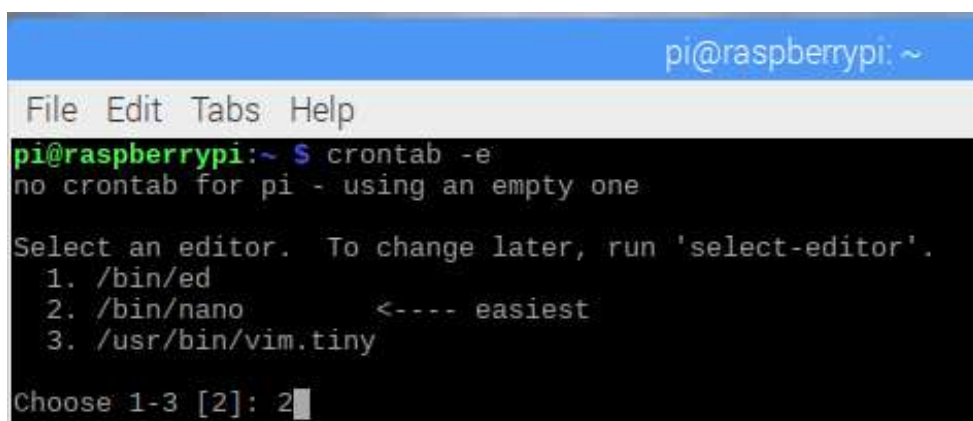 pi@raspberrypi: ~
File Edit Tabs Help
pi@raspberrypi:~ $ crontab -e
no crontab for pi - using an empty one
Select an editor.  To change later, run 'select-editor'.
  1. /bin/ed
  2. /bin/nano        <---- easiest
  3. /usr/bin/vim.tiny
Choose 1-3 [2]: 2